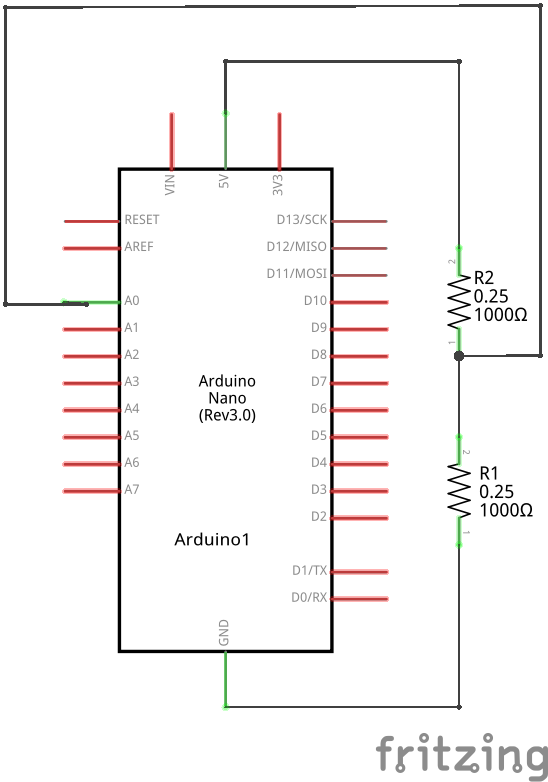 VIN
5V
3V3
RESET
AREF
A0
A1
A2
A3
A4
A5
A6
A7
D13/SCK
D12/MISO
D11/MOSI
D10
D9
D8
D7
D6
D5
D4
D3
D2
D1/TX
D0/RX
Arduino
Nano
(Rev3.0)
Arduino1
GND
2
R2
0.25
1000Ω
1
2
R1
0.25
1000Ω
1
fritzing